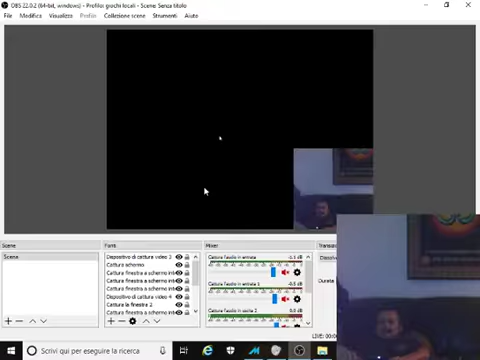 OBS 22.0.2 (64-bit, windows) - Profilo: giochi locali - Scene: Senza titolo
File Modifica Visualizza Profilo Collezione scene Strumenti Aiuto
Scene
Fonti
Mixer
Scena
Dispositivo di cattura video 2
Cattura schermo
Cattura finestra a schermo inte
Cattura finestra a schermo inte
Cattura finestra a schermo inte
Dispositivo di cattura video 4
Cattura la finestra 2
Cattura finestra a schermo inte
Cattura l'audio in entrata
Cattura l'audio in entrata 1
Cattura l'audio in uscita 2
Durata
LIVE:
Scrivi qui per eseguire la ricerca